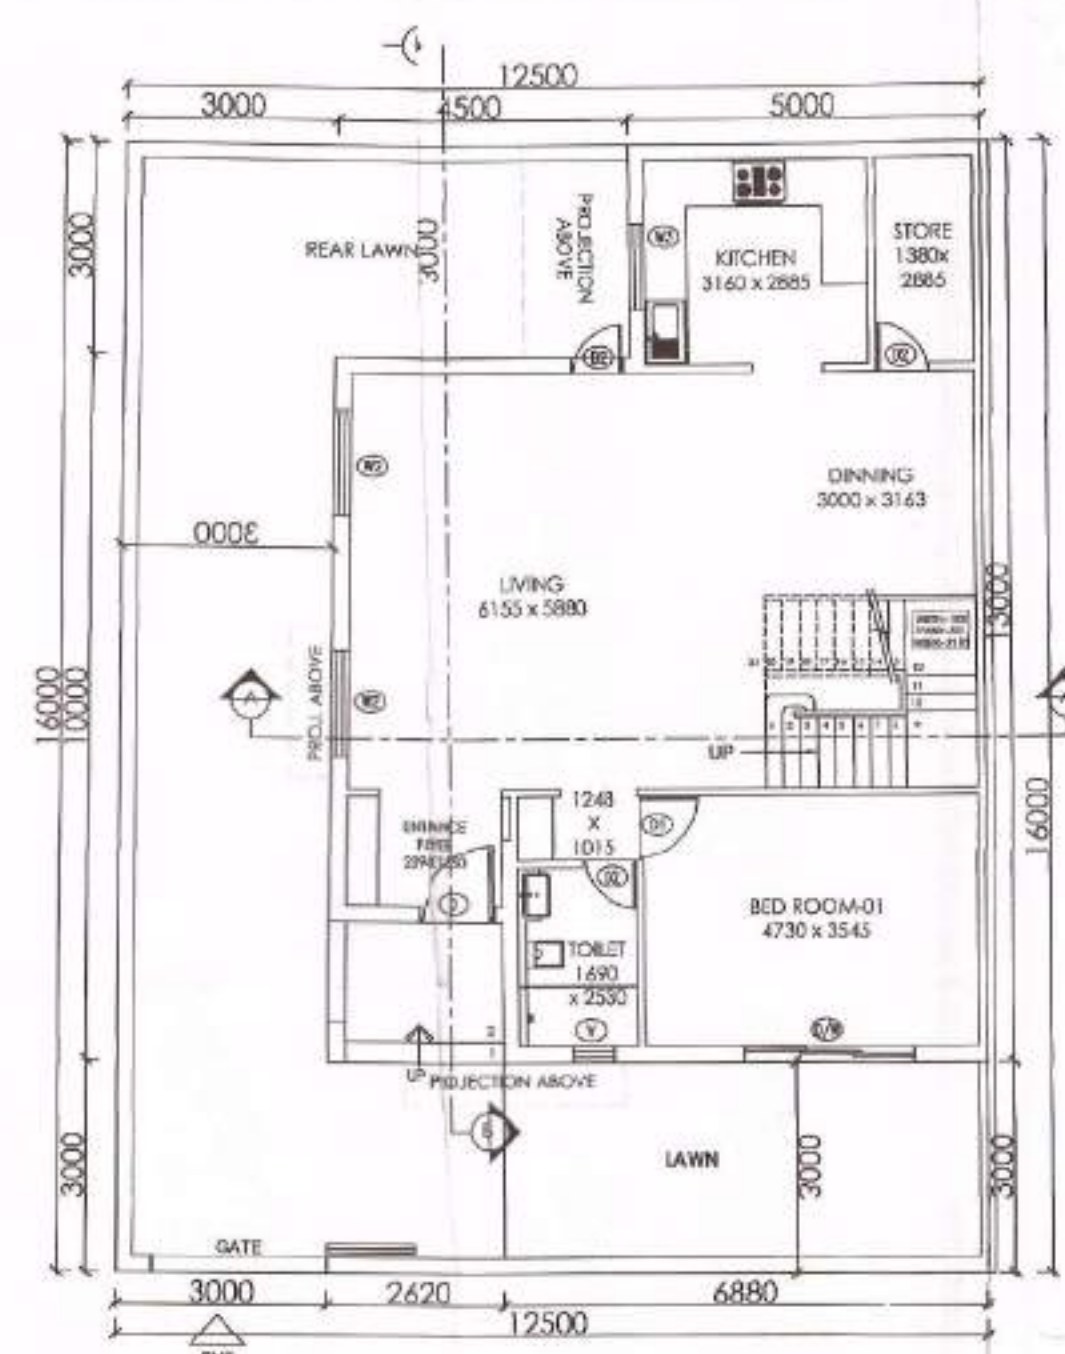 12500
3000
4500
5000
3000
REAR LAWN
3000
PROJECTION
ABOVE
W3
KITCHEN
3160 x 2885
STORE
1380x
2885
D2
D2
W2
DINNING
3000 x 3163
3000
LIVING
6155 x 5880
13000
16000
10000
A
PROJ. ABOVE
W2
UP
16000
1248
X
1015
D1
ENTRANCE
D
D2
BED ROOM-01
4730 x 3545
TOILET
1690
x 2530
V
D/W
UP
PROJECTION ABOVE
3000
LAWN
3000
3000
GATE
3000
2620
6880
12500